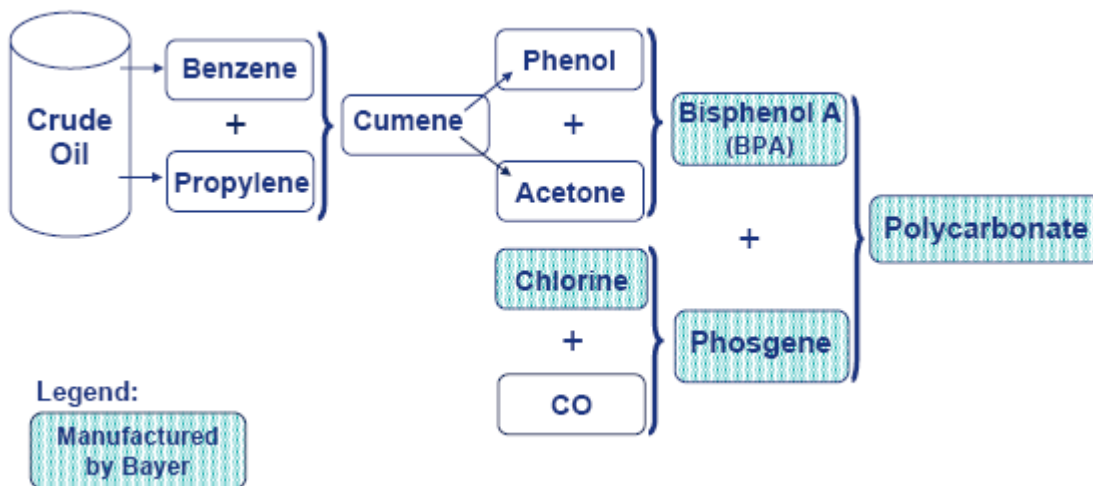 Crude
Oil
Benzene
+
Propylene
Cumene
Phenol
+
Acetone
Bisphenol A
(BPA)
+
Chlorine
+
CO
Phosgene
Polycarbonate
Legend:
Manufactured
by Bayer